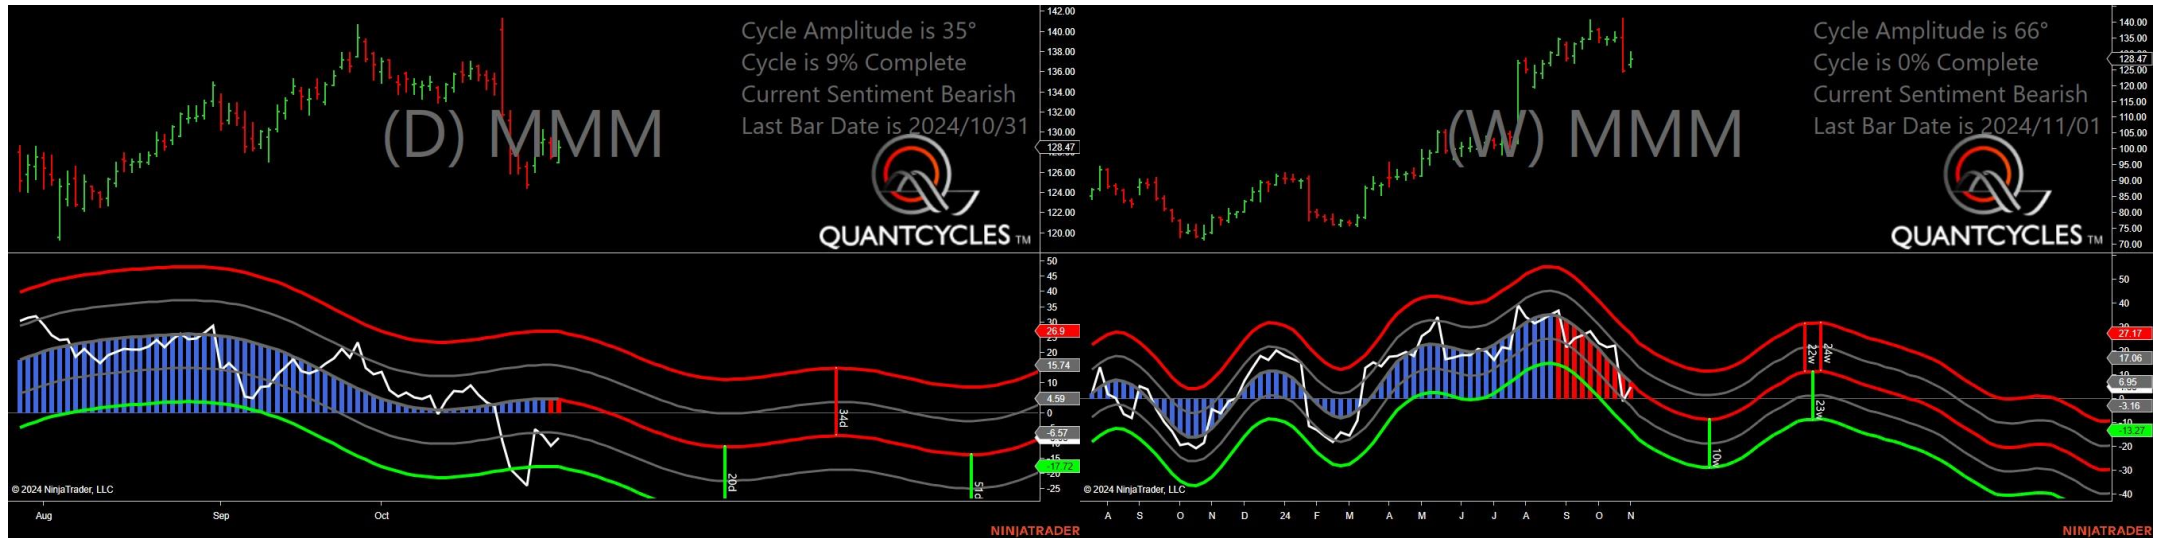 Cycle Amplitude is 35°
Cycle is 9% Complete
Current Sentiment Bearish
Last Bar Date is 2024/10/31
(D) MMM
QUANTCYCLES TM
142.00
140.00
138.00
136.00
134.00
132.00
130.00
128.47
126.00
124.00
122.00
120.00
50
45
40
35
30
26.9
20
15.74
10
4.59
0
-6.57
-15
-17.72
-25
34d
20d
51d
© 2024 NinjaTrader, LLC
Aug Sep Oct
NINJATRADER
Cycle Amplitude is 66°
Cycle is 0% Complete
Current Sentiment Bearish
Last Bar Date is 2024/11/01
(W) MMM
QUANTCYCLES TM
140.00
135.00
128.47
125.00
120.00
115.00
110.00
105.00
100.00
95.00
90.00
85.00
80.00
75.00
70.00
50
40
27.17
17.06
6.95
-3.16
-13.27
-20
-30
-40
22w 24w
23w
10w
© 2024 NinjaTrader, LLC
A S O N D 24 F M A M J J A S O N
NINJATRADER